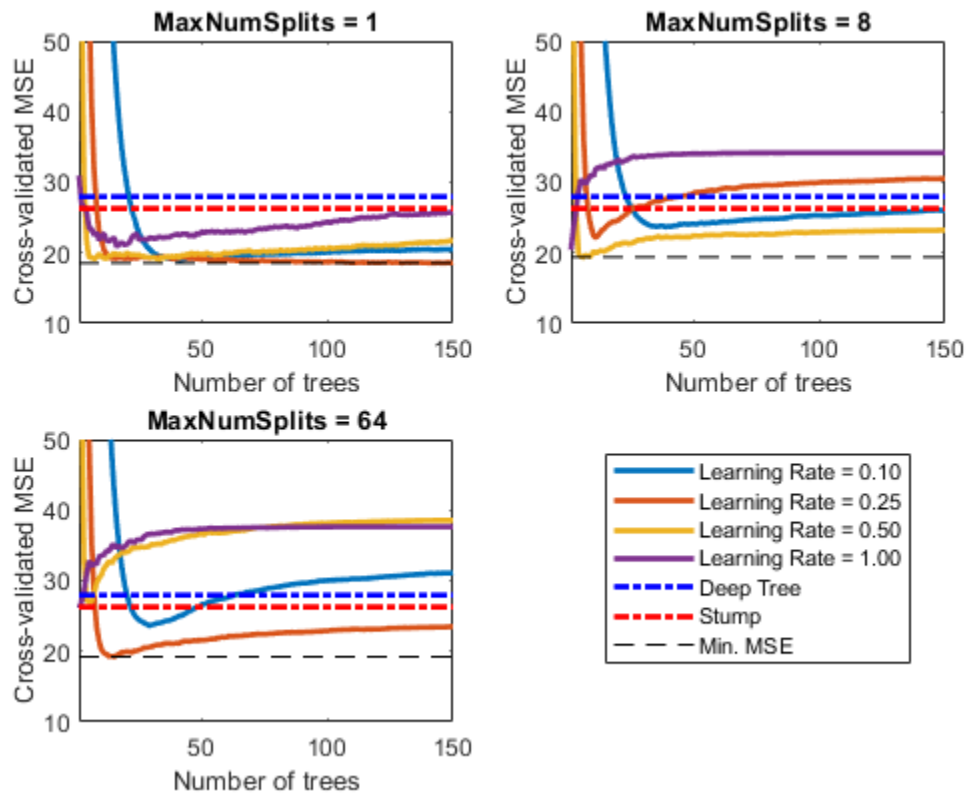 MaxNumSplits = 1
50
40
30
20
10
Cross-validated MSE
50
100
150
Number of trees
MaxNumSplits = 8
50
40
30
20
10
Cross-validated MSE
50
100
150
Number of trees
MaxNumSplits = 64
50
40
30
20
10
Cross-validated MSE
50
100
150
Number of trees
Learning Rate = 0.10
Learning Rate = 0.25
Learning Rate = 0.50
Learning Rate = 1.00
Deep Tree
Stump
Min. MSE